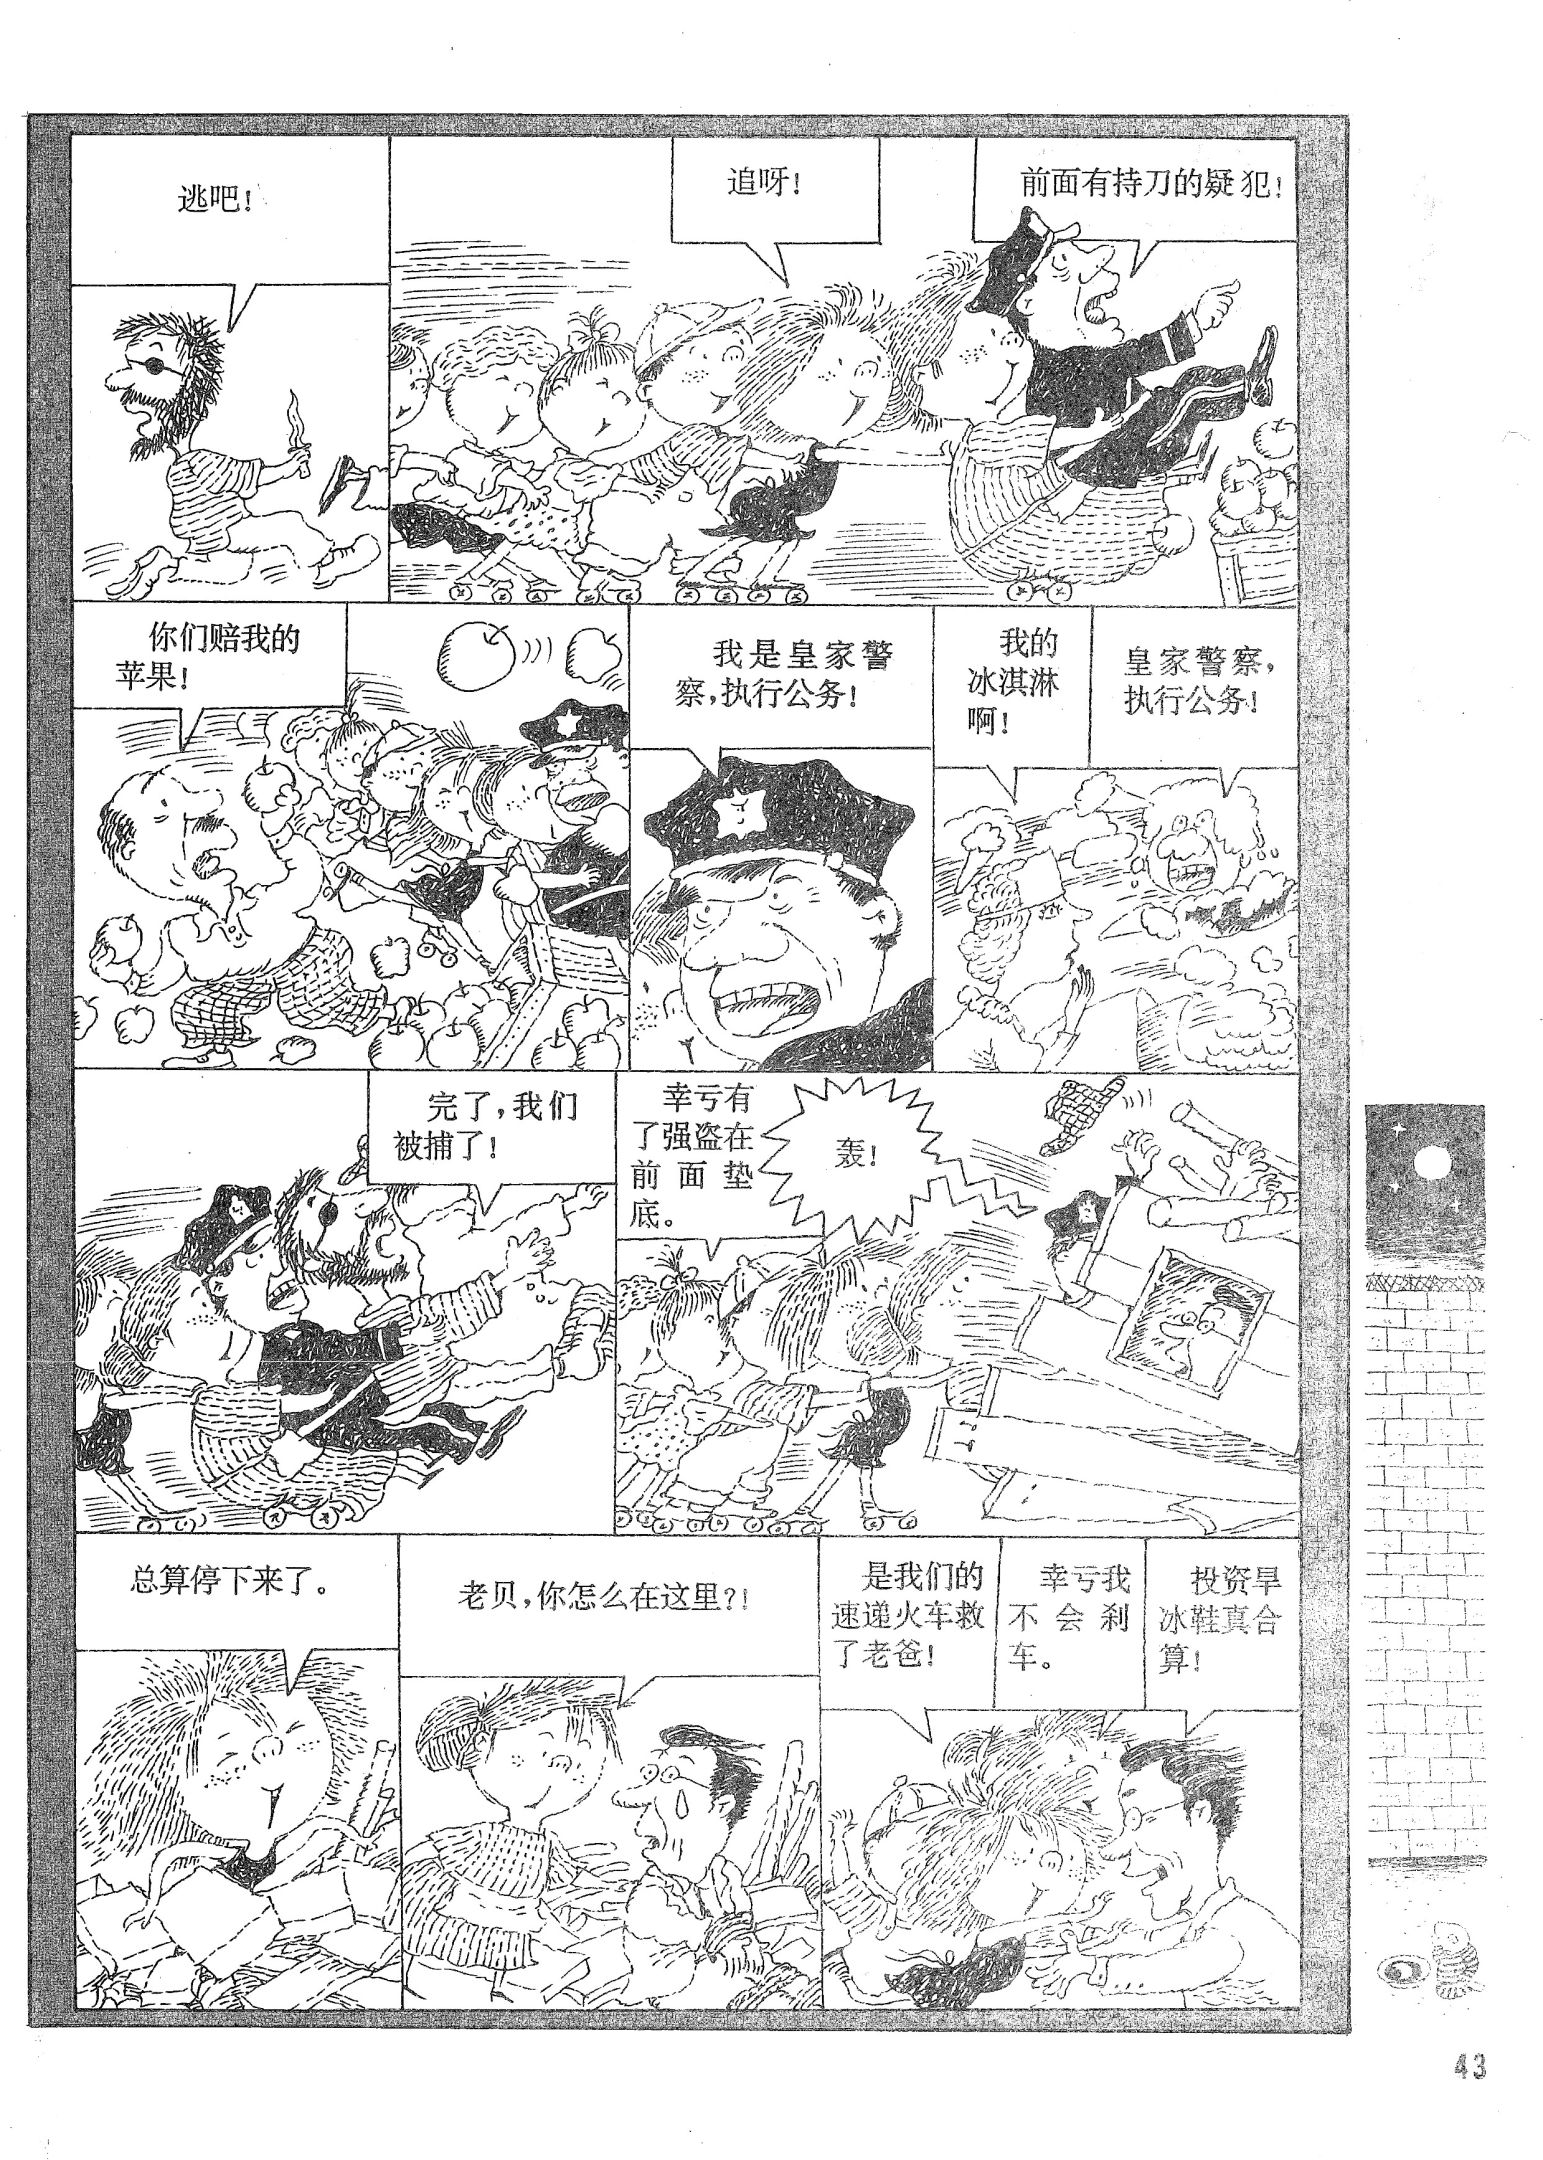 逃吧！
追呀！
前面有持刀的疑犯！
你们赔我的
苹果！
我是皇家警
察，执行公务！
我的
冰淇淋
啊！
皇家警察，
执行公务！
完了，我们
被捕了！
幸亏有
了强盗在
前面垫
底。
轰！
总算停下来了。
老贝，你怎么在这里？！
是我们的
速递火车救
了老爸！
幸亏我
不会刹
车。
投资旱
冰鞋真合
算！
43